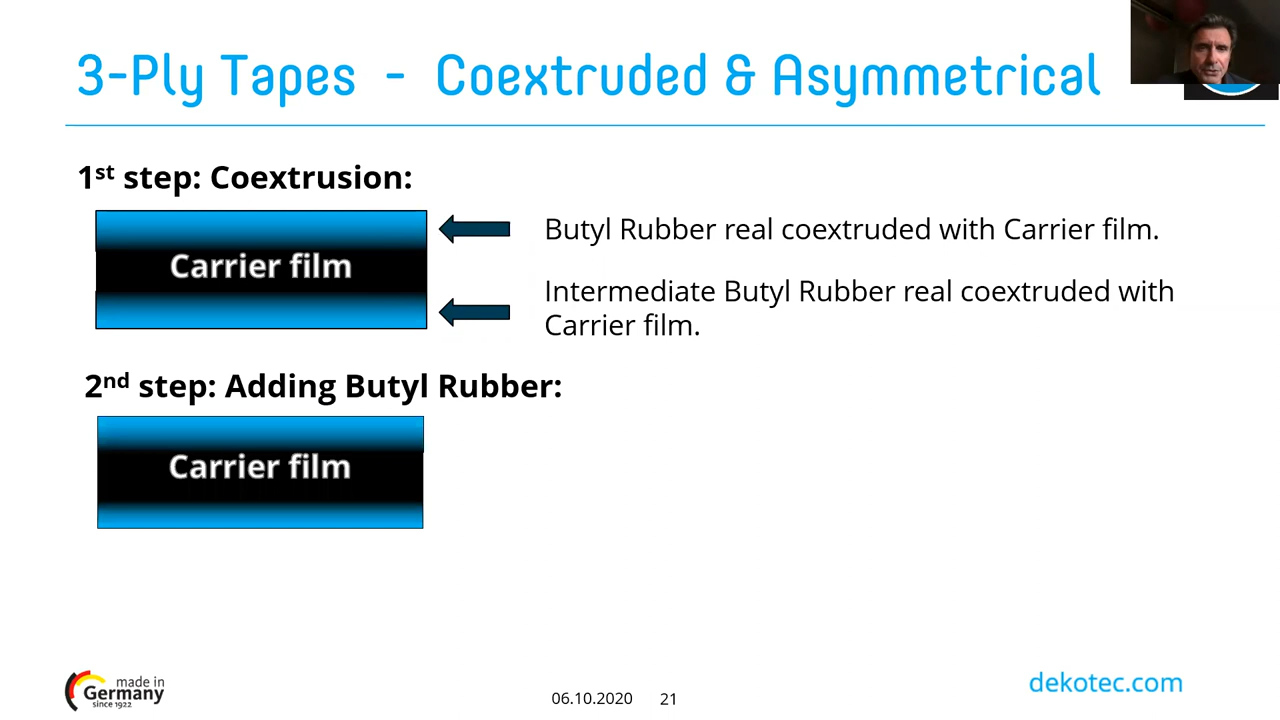 3-Ply Tapes - Coextruded & Asymmetrical
1st step: Coextrusion:
Carrier film
Butyl Rubber real coextruded with Carrier film.
Intermediate Butyl Rubber real coextruded with
Carrier film.
2nd step: Adding Butyl Rubber:
Carrier film
made in
Germany
since 1922
06.10.2020
21
dekotec.com